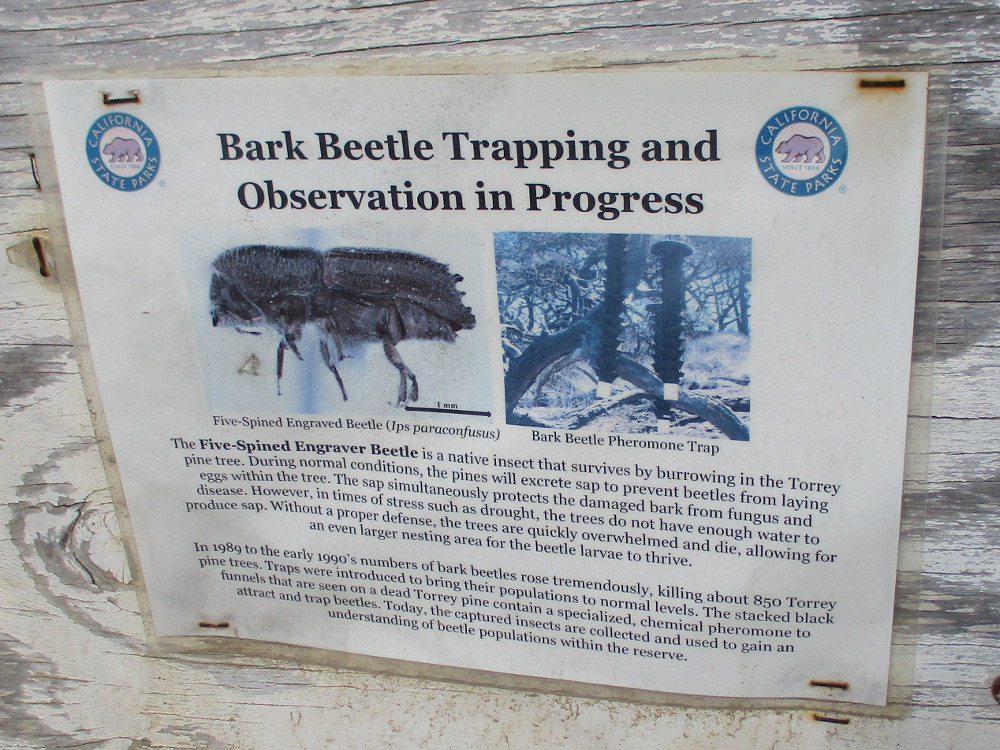 CALIFORNIA
SINCE 1864
STATE PARKS
®
CALIFORNIA
SINCE 1864
STATE PARKS
®
Bark Beetle Trapping and
Observation in Progress
1 mm
Five-Spined Engraved Beetle (Ips paraconfusus)
Bark Beetle Pheromone Trap
The Five-Spined Engraver Beetle is a native insect that survives by burrowing in the Torrey
pine tree. During normal conditions, the pines will excrete sap to prevent beetles from laying
eggs within the tree. The sap simultaneously protects the damaged bark from fungus and
disease. However, in times of stress such as drought, the trees do not have enough water to
produce sap. Without a proper defense, the trees are quickly overwhelmed and die, allowing for
an even larger nesting area for the beetle larvae to thrive.
In 1989 to the early 1990's numbers of bark beetles rose tremendously, killing about 850 Torrey
pine trees. Traps were introduced to bring their populations to normal levels. The stacked black
funnels that are seen on a dead Torrey pine contain a specialized, chemical pheromone to
attract and trap beetles. Today, the captured insects are collected and used to gain an
understanding of beetle populations within the reserve.